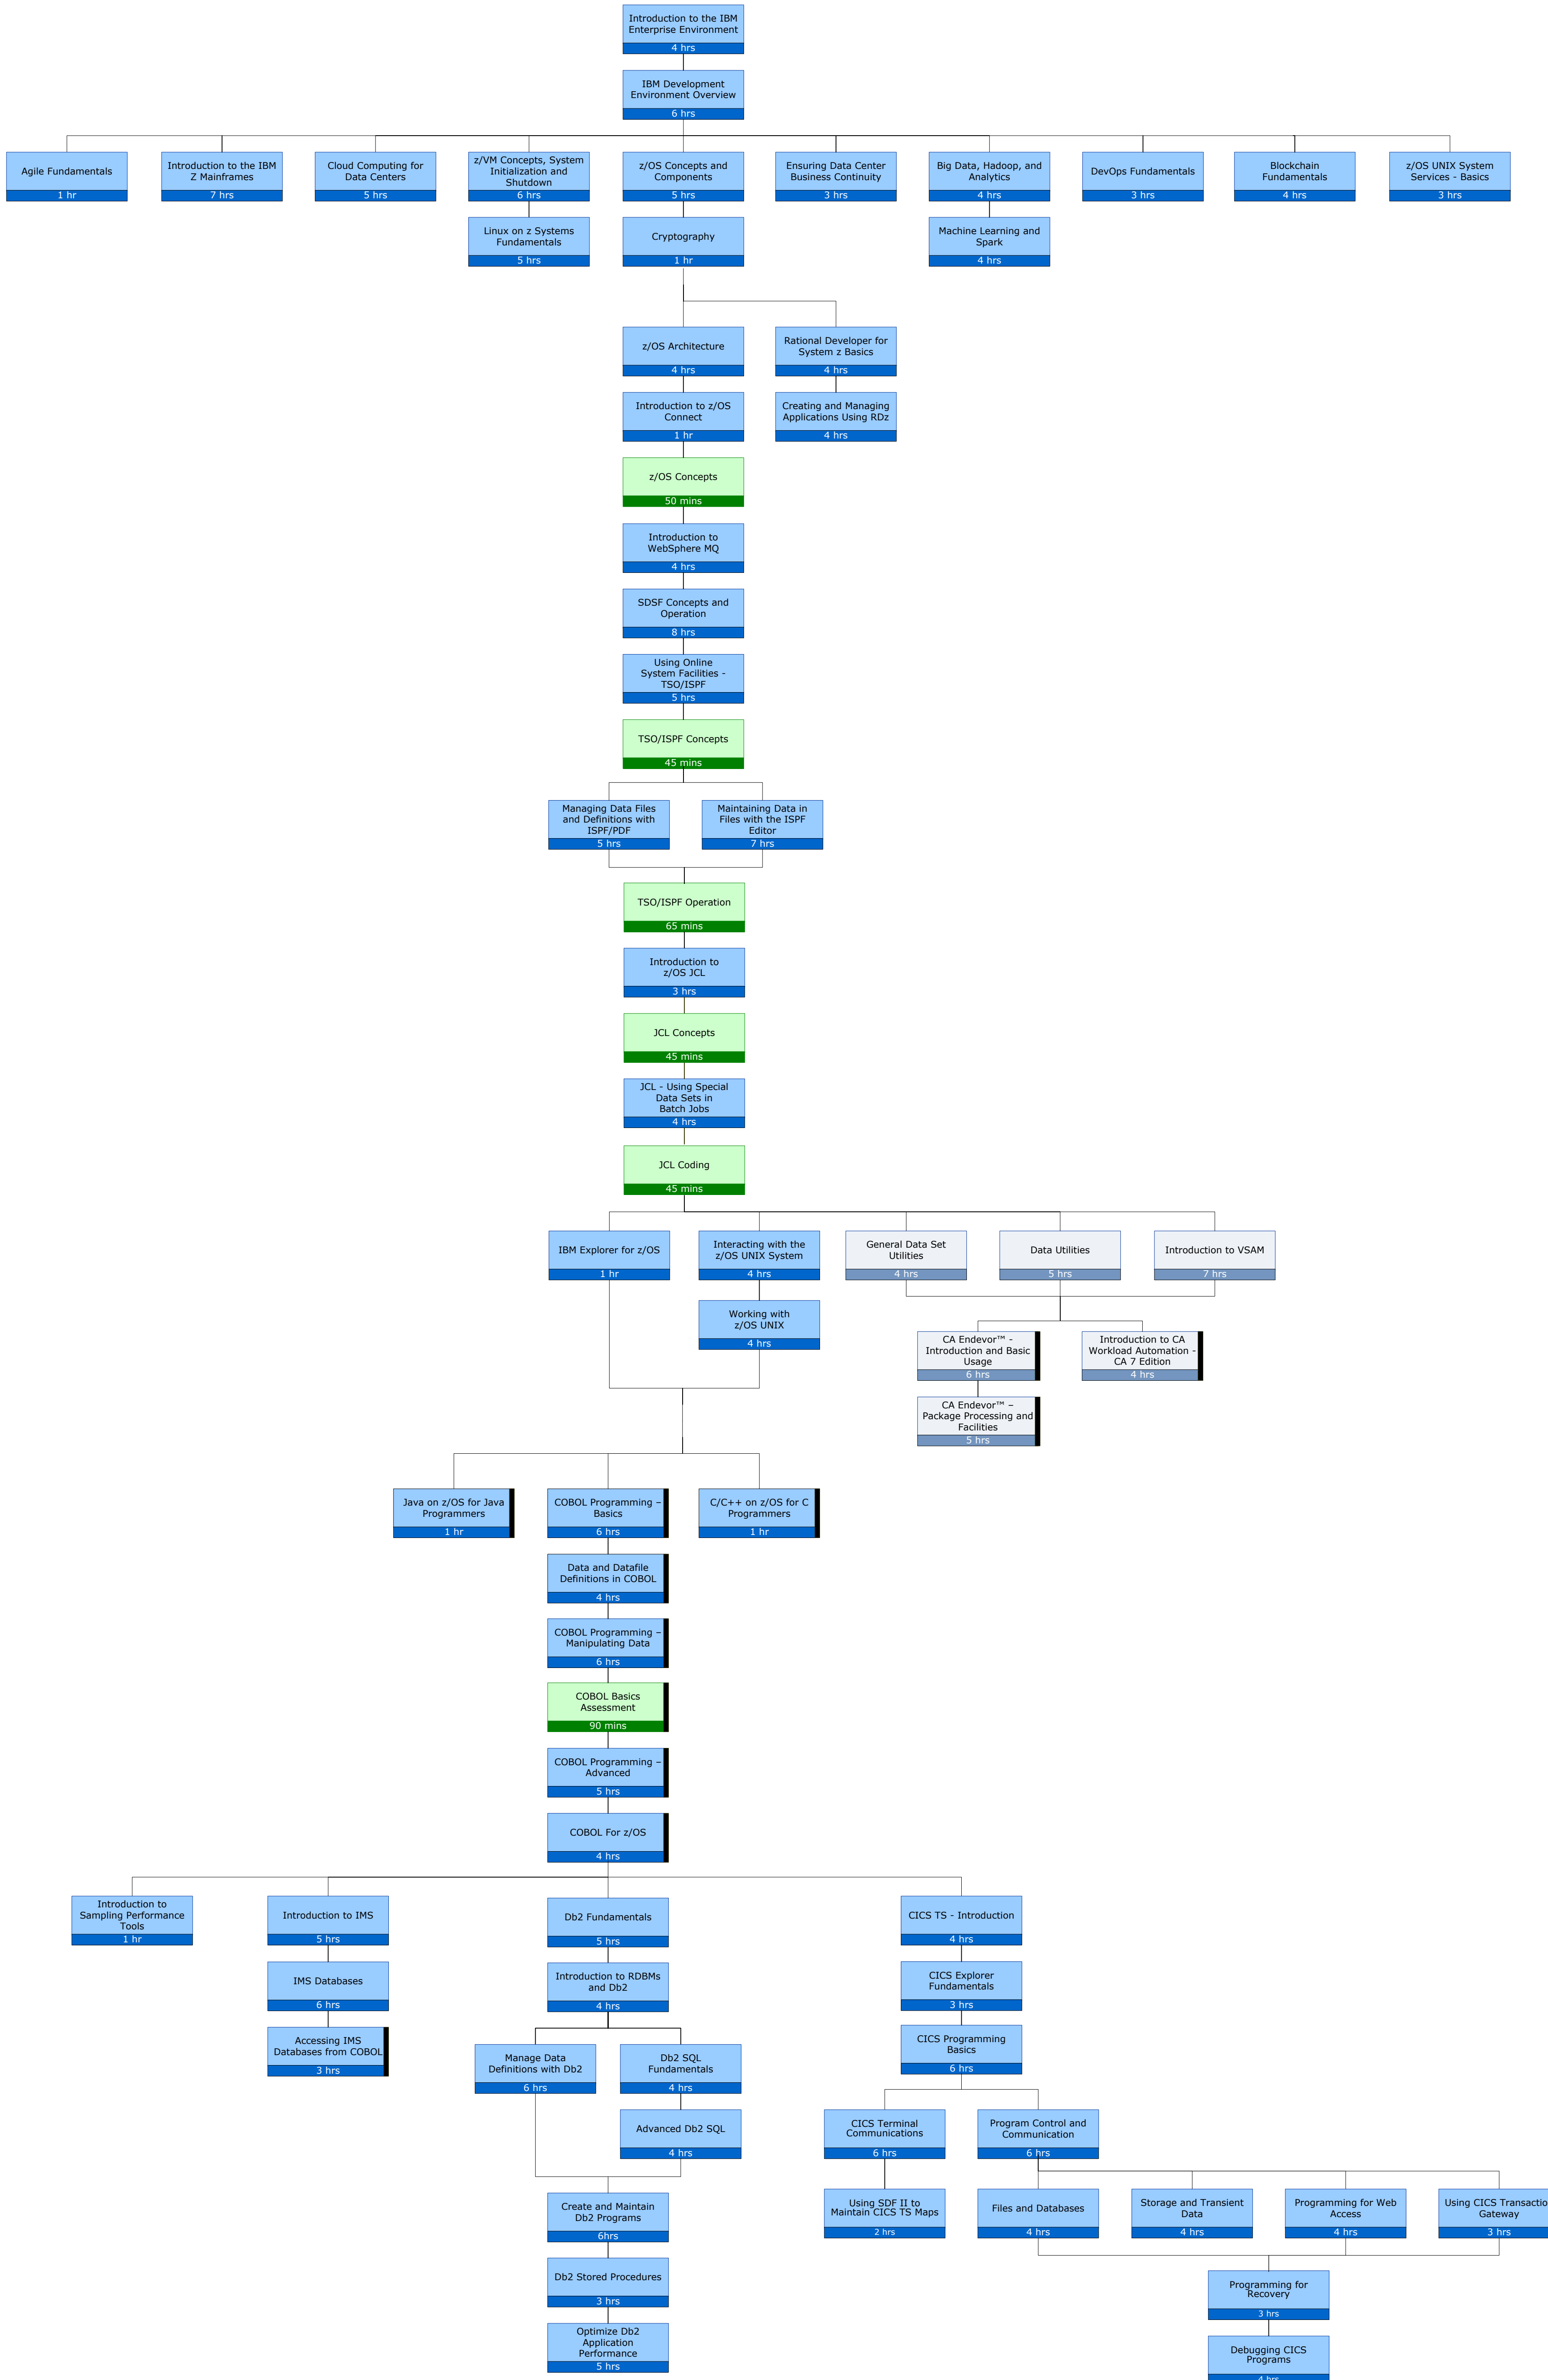 Introduction to the IBM
Enterprise Environment
4 hrs
IBM Development
Environment Overview
6 hrs
Agile Fundamentals
1 hr
Introduction to the IBM
Z Mainframes
7 hrs
Cloud Computing for
Data Centers
5 hrs
z/VM Concepts, System
Initialization and
Shutdown
6 hrs
z/OS Concepts and
Components
5 hrs
Ensuring Data Center
Business Continuity
3 hrs
Big Data, Hadoop, and
Analytics
4 hrs
DevOps Fundamentals
3 hrs
Blockchain
Fundamentals
4 hrs
z/OS UNIX System
Services - Basics
3 hrs
Linux on z Systems
Fundamentals
5 hrs
Cryptography
1 hr
Machine Learning and
Spark
4 hrs
z/OS Architecture
4 hrs
Rational Developer for
System z Basics
4 hrs
Introduction to z/OS
Connect
1 hr
Creating and Managing
Applications Using RDz
4 hrs
z/OS Concepts
50 mins
Introduction to
WebSphere MQ
4 hrs
SDSF Concepts and
Operation
8 hrs
Using Online
System Facilities -
TSO/ISPF
5 hrs
TSO/ISPF Concepts
45 mins
Managing Data Files
and Definitions with
ISPF/PDF
5 hrs
Maintaining Data in
Files with the ISPF
Editor
7 hrs
TSO/ISPF Operation
65 mins
Introduction to
z/OS JCL
3 hrs
JCL Concepts
45 mins
JCL - Using Special
Data Sets in
Batch Jobs
4 hrs
JCL Coding
45 mins
IBM Explorer for z/OS
1 hr
Interacting with the
z/OS UNIX System
4 hrs
General Data Set
Utilities
4 hrs
Data Utilities
5 hrs
Introduction to VSAM
7 hrs
Working with
z/OS UNIX
4 hrs
CA Endevor™ -
Introduction and Basic
Usage
6 hrs
Introduction to CA
Workload Automation -
CA 7 Edition
4 hrs
CA Endevor™ –
Package Processing and
Facilities
5 hrs
Java on z/OS for Java
Programmers
1 hr
COBOL Programming –
Basics
6 hrs
C/C++ on z/OS for C
Programmers
1 hr
Data and Datafile
Definitions in COBOL
4 hrs
COBOL Programming –
Manipulating Data
6 hrs
COBOL Basics
Assessment
90 mins
COBOL Programming –
Advanced
5 hrs
COBOL For z/OS
4 hrs
Introduction to
Sampling Performance
Tools
1 hr
Introduction to IMS
5 hrs
Db2 Fundamentals
5 hrs
CICS TS - Introduction
4 hrs
IMS Databases
6 hrs
Introduction to RDBMs
and Db2
4 hrs
CICS Explorer
Fundamentals
3 hrs
Accessing IMS
Databases from COBOL
3 hrs
Manage Data
Definitions with Db2
6 hrs
Db2 SQL
Fundamentals
4 hrs
CICS Programming
Basics
6 hrs
Advanced Db2 SQL
4 hrs
CICS Terminal
Communications
6 hrs
Program Control and
Communication
6 hrs
Create and Maintain
Db2 Programs
6hrs
Using SDF II to
Maintain CICS TS Maps
2 hrs
Files and Databases
4 hrs
Storage and Transient
Data
4 hrs
Programming for Web
Access
4 hrs
Using CICS Transactio
Gateway
3 hrs
Db2 Stored Procedures
3 hrs
Programming for
Recovery
3 hrs
Optimize Db2
Application
Performance
5 hrs
Debugging CICS
Programs
4 hrs